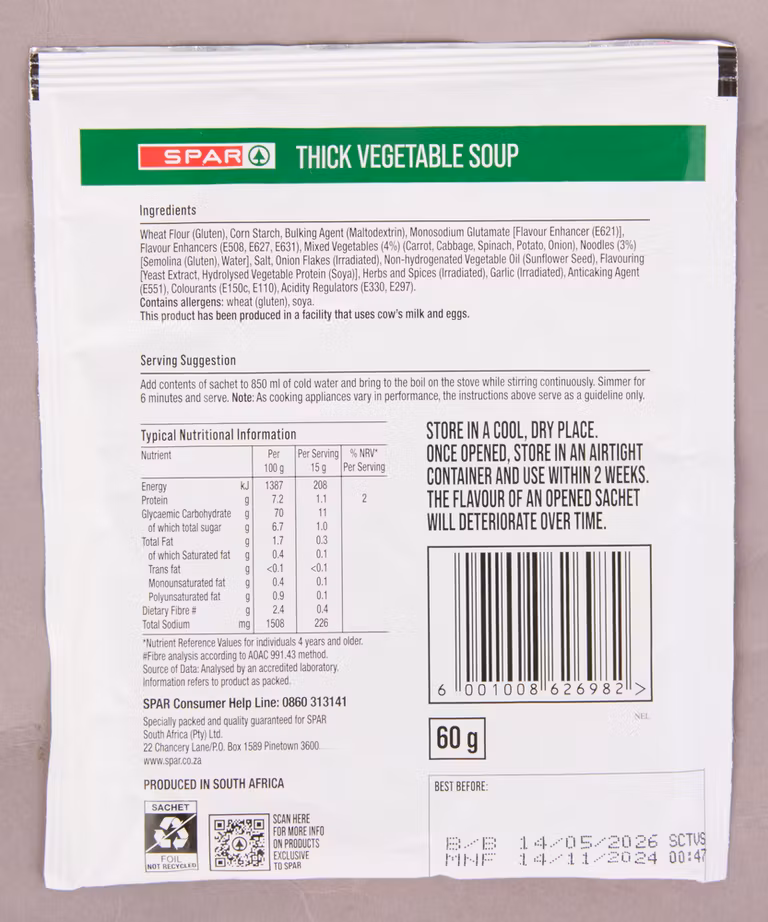 SPAR THICK VEGETABLE SOUP
Ingredients
Wheat Flour (Gluten), Corn Starch, Bulking Agent (Maltodextrin), Monosodium Glutamate [Flavour Enhancer (E621)],
Flavour Enhancers (E508, E627, E631), Mixed Vegetables (4%) (Carrot, Cabbage, Spinach, Potato, Onion), Noodles (3%)
[Semolina (Gluten), Water], Salt, Onion Flakes (Irradiated), Non-hydrogenated Vegetable Oil (Sunflower Seed), Flavouring
[Yeast Extract, Hydrolysed Vegetable Protein (Soya)], Herbs and Spices (Irradiated), Garlic (Irradiated), Anticaking Agent
(E551), Colourants (E150c, E110), Acidity Regulators (E330, E297).
Contains allergens: wheat (gluten), soya.
This product has been produced in a facility that uses cow's milk and eggs.
Serving Suggestion
Add contents of sachet to 850 ml of cold water and bring to the boil on the stove while stirring continuously. Simmer for
6 minutes and serve. Note: As cooking appliances vary in performance, the instructions above serve as a guideline only.
Typical Nutritional Information
Nutrient Per 100 g Per Serving 15 g % NRV* Per Serving
Energy kJ 1387 208
Protein g 7.2 1.1 2
Glycaemic Carbohydrate g 70 11
of which total sugar g 6.7 1.0
Total Fat g 1.7 0.3
of which Saturated fat g 0.4 0.1
Trans fat g <0.1 <0.1
Monounsaturated fat g 0.4 0.1
Polyunsaturated fat g 0.9 0.1
Dietary Fibre # g 2.4 0.4
Total Sodium mg 1508 226
*Nutrient Reference Values for individuals 4 years and older.
#Fibre analysis according to AOAC 991.43 method.
Source of Data: Analysed by an accredited laboratory.
Information refers to product as packed.
SPAR Consumer Help Line: 0860 313141
Specially packed and quality guaranteed for SPAR
South Africa (Pty) Ltd.
22 Chancery Lane/P.O. Box 1589 Pinetown 3600
www.spar.co.za
PRODUCED IN SOUTH AFRICA
SACHET
FOIL
NOT RECYCLED
SCAN HERE
FOR MORE INFO
ON PRODUCTS
EXCLUSIVE
TO SPAR
STORE IN A COOL, DRY PLACE.
ONCE OPENED, STORE IN AN AIRTIGHT
CONTAINER AND USE WITHIN 2 WEEKS.
THE FLAVOUR OF AN OPENED SACHET
WILL DETERIORATE OVER TIME.
6 001008 626982 >
NEL
60 g
BEST BEFORE:
B/B 14/05/2026 SCTVS
MNF 14/11/2024 00:47